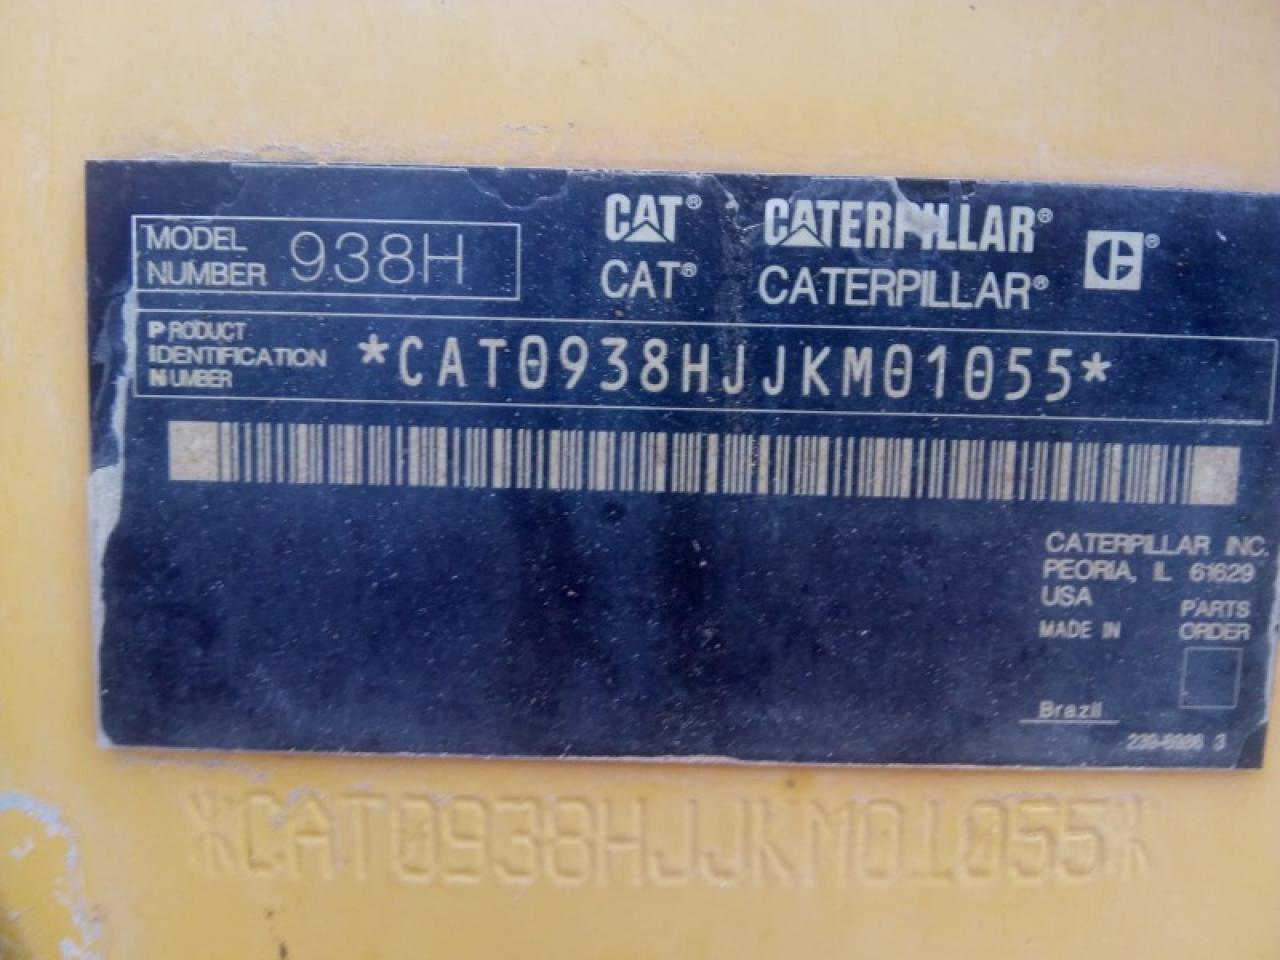 MODEL
NUMBER 938H
CAT® CATERPILLAR®
CAT® CATERPILLAR®
PRODUCT
IDENTIFICATION
NUMBER
*CAT0938HJJKM01055*
CATERPILLAR INC.
PEORIA, IL 61629
USA
MADE IN
PARTS
ORDER
Brazil
*CAT0938HJJKM01055*